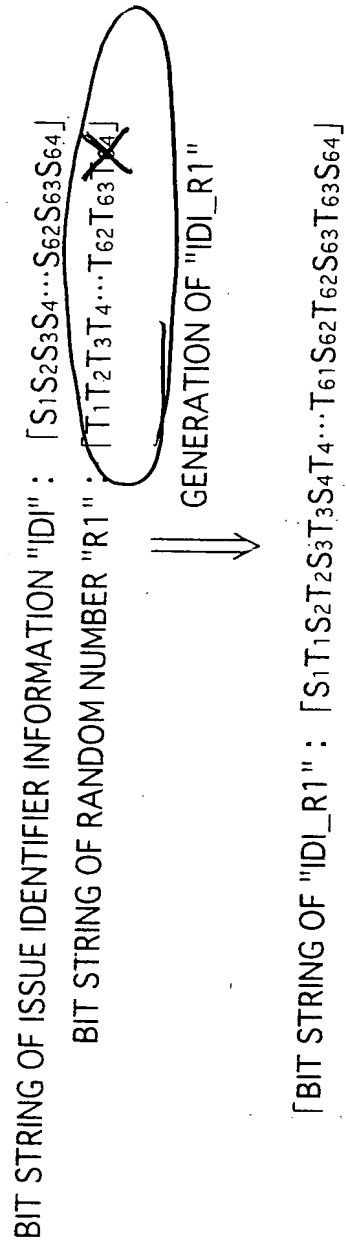 BIT STRING OF ISSUE IDENTIFIER INFORMATION "IDI" : ｢S1S2S3S4···S62S63S64｣
BIT STRING OF RANDOM NUMBER "R1" : ｢T1T2T3T4···T62T63
GENERATION OF "IDI_R1"
｢BIT STRING OF "IDI_R1" : ｢S1T1S2T2S3T3S4T4···T61S62T62S63T63S64｣